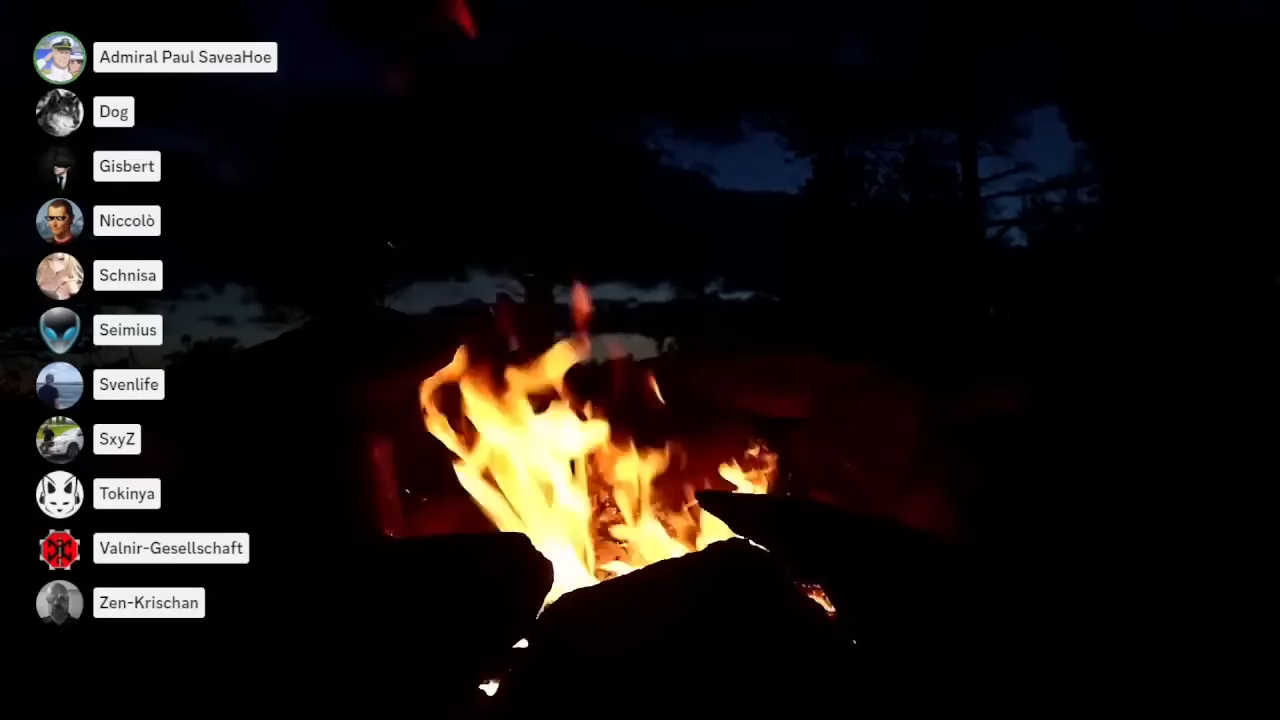 Admiral Paul SaveaHoe
Dog
Gisbert
Niccolò
Schnisa
Seimius
Svenlife
SxyZ
Tokinya
Valnir-Gesellschaft
Zen-Krischan